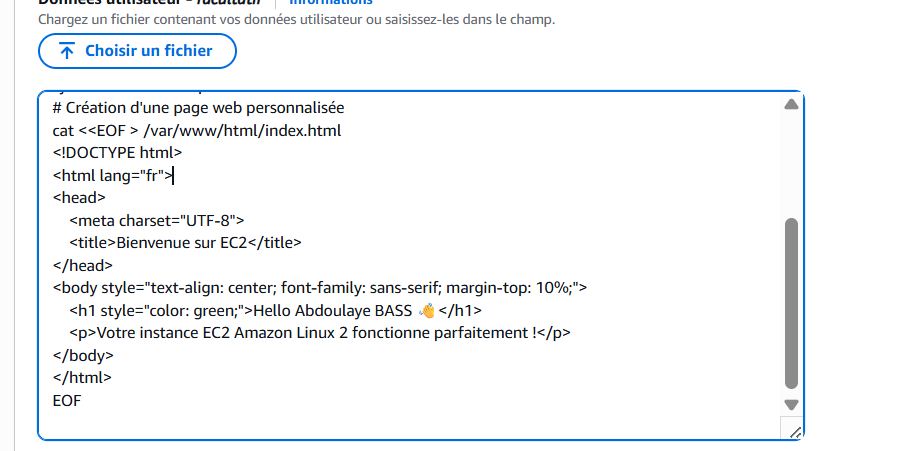 Données utilisateur - facultatif
Informations
Chargez un fichier contenant vos données utilisateur ou saisissez-les dans le champ.
Choisir un fichier
# Création d'une page web personnalisée
cat <<EOF > /var/www/html/index.html
<!DOCTYPE html>
<html lang="fr">
<head>
    <meta charset="UTF-8">
    <title>Bienvenue sur EC2</title>
</head>
<body style="text-align: center; font-family: sans-serif; margin-top: 10%;">
    <h1 style="color: green;">Hello Abdoulaye BASS 👋</h1>
    <p>Votre instance EC2 Amazon Linux 2 fonctionne parfaitement !</p>
</body>
</html>
EOF